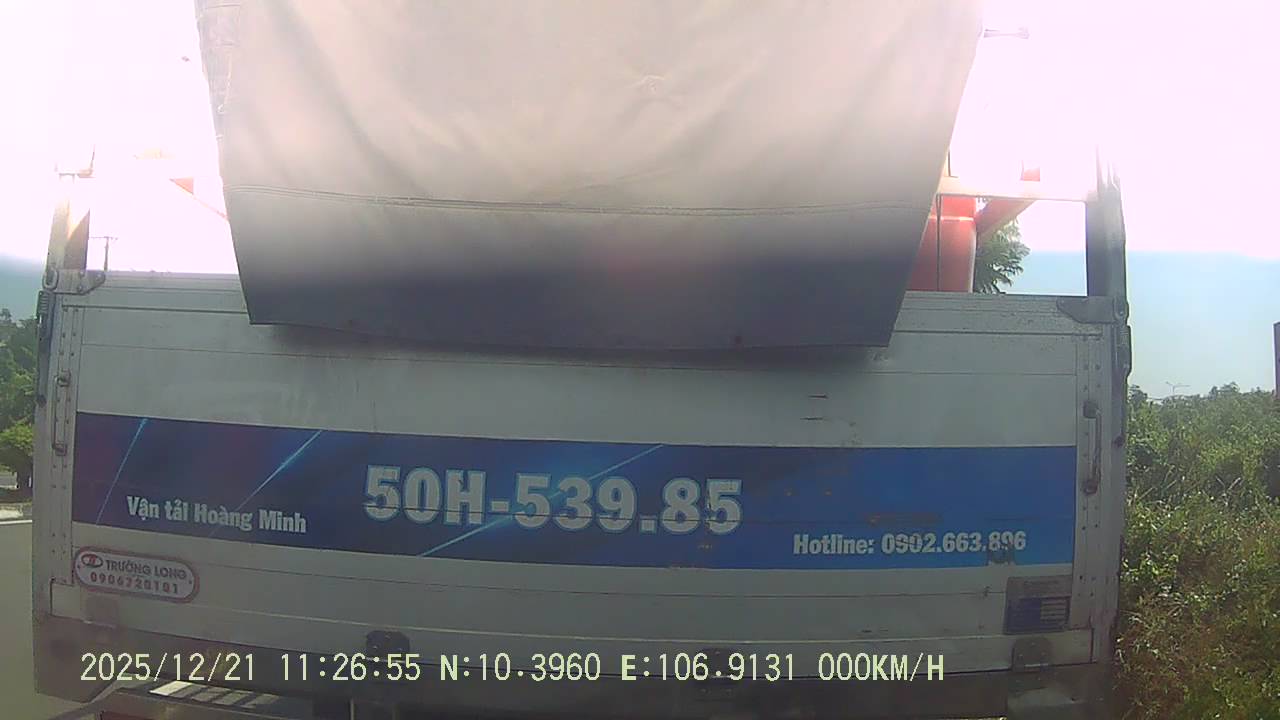 50H-539.85
Vận tải Hoàng Minh
Hotline: 0902.663.896
TRƯỜNG LONG
0906720101
2025/12/21 11:26:55 N:10.3960 E:106.9131 000KM/H